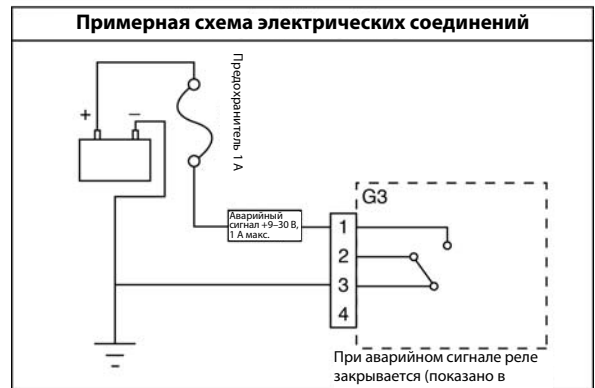 Примерная схема электрических соединений
+
−
Предохранитель 1 А
Аварийный
сигнал +9–30 В,
1 А макс.
G3
1
2
3
4
При аварийном сигнале реле
закрывается (показано в